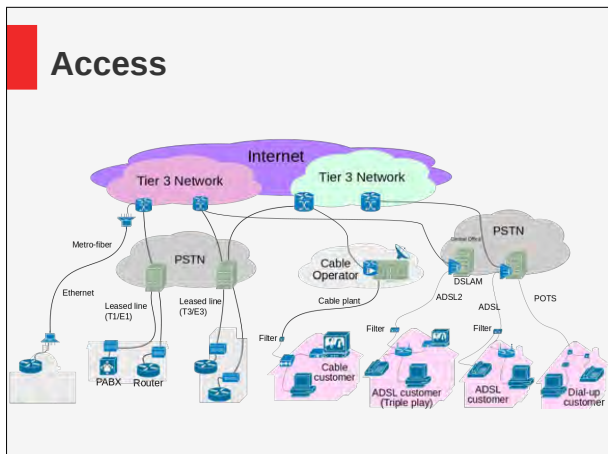 Access
Internet
Tier 3 Network
Tier 3 Network
Metro-fiber
PSTN
Cable
Operator
Central Office
PSTN
DSLAM
Ethernet
Leased line
(T1/E1)
Leased line
(T3/E3)
Cable plant
ADSL2
ADSL
POTS
Filter
Filter
Filter
PABX
Router
Cable
customer
ADSL customer
(Triple play)
ADSL
customer
Dial-up
customer